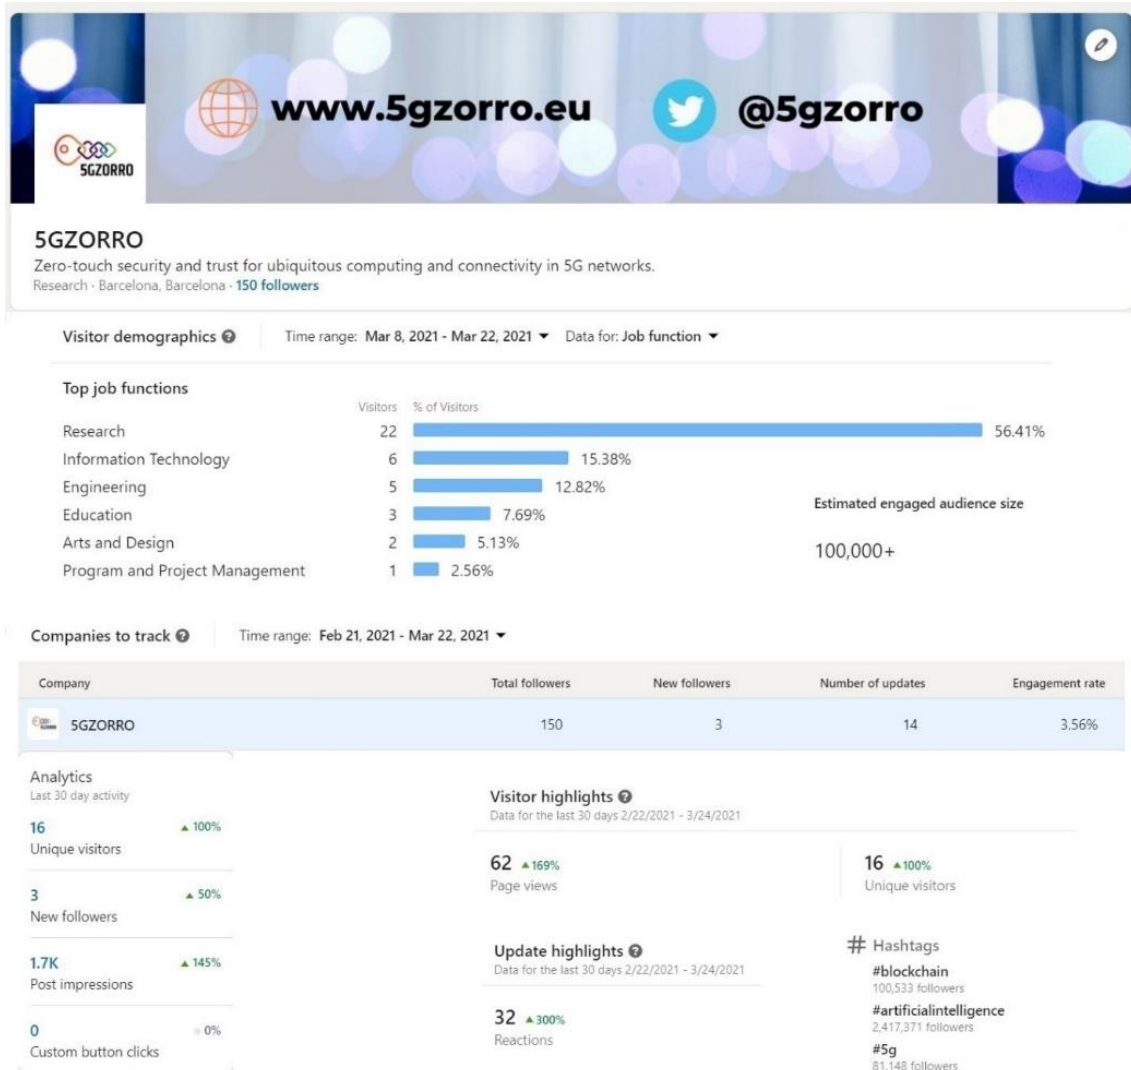 www.5gzorro.eu
@5gzorro
5GZORRO
5GZORRO
Zero-touch security and trust for ubiquitous computing and connectivity in 5G networks.
Research · Barcelona, Barcelona · 150 followers
Visitor demographics
Time range: Mar 8, 2021 - Mar 22, 2021
Data for: Job function
Top job functions
Visitors % of Visitors
Research 22 56.41%
Information Technology 6 15.38%
Engineering 5 12.82%
Education 3 7.69%
Arts and Design 2 5.13%
Program and Project Management 1 2.56%
Estimated engaged audience size
100,000+
Companies to track
Time range: Feb 21, 2021 - Mar 22, 2021
Company Total followers New followers Number of updates Engagement rate
5GZORRO 150 3 14 3.56%
Analytics
Last 30 day activity
16 ▲ 100%
Unique visitors
3 ▲ 50%
New followers
1.7K ▲ 145%
Post impressions
0 0%
Custom button clicks
Visitor highlights
Data for the last 30 days 2/22/2021 - 3/24/2021
62 ▲169%
Page views
16 ▲100%
Unique visitors
Update highlights
Data for the last 30 days 2/22/2021 - 3/24/2021
32 ▲300%
Reactions
# Hashtags
#blockchain
100,533 followers
#artificialintelligence
2,417,371 followers
#5g
81,148 followers